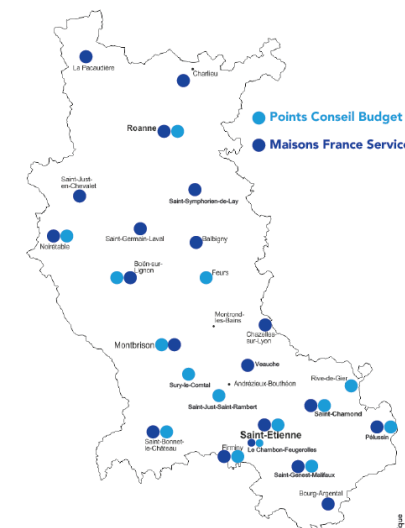 La Pacaudière
Charlieu
Points Conseil Budget
Roanne
Maisons France Service
Saint-Just-
en-Chevalet
Saint-Symphorien-de-Lay
Saint-Germain-Laval
Balbigny
Noirétable
Boën-sur-
Lignon
Feurs
Montrond-
les-Bains
Chazelles-
sur-Lyon
Montbrison
Veauche
Sury-le-Comtal
Andrézieux-Bouthéon
Rive-de-Gier
Saint-Just-Saint-Rambert
Saint-Chamond
Saint-Etienne
Pélussin
Saint-Bonnet-
le-Château
Le Chambon-Feugerolles
Firminy
Saint-Genest-Malifaux
Bourg-Argental